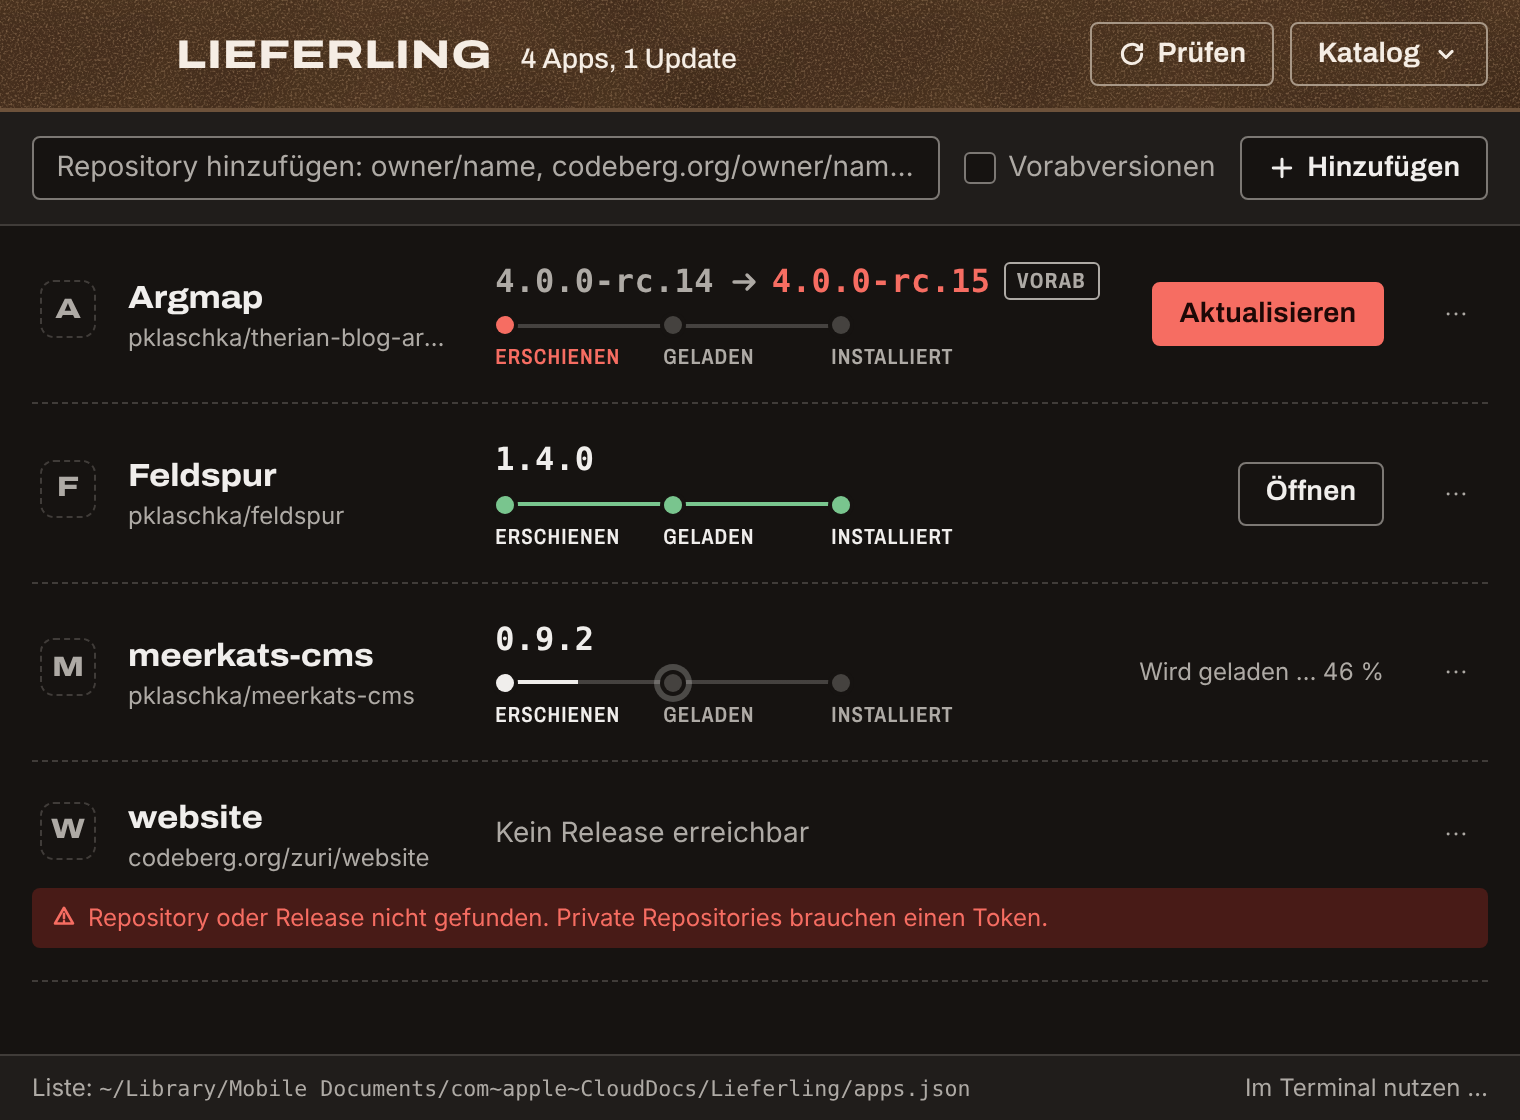 LIEFERLING
4 Apps, 1 Update
Prüfen
Katalog
Repository hinzufügen: owner/name, codeberg.org/owner/nam…
Vorabversionen
Hinzufügen
A
Argmap
pklaschka/therian-blog-ar…
4.0.0-rc.14 → 4.0.0-rc.15
VORAB
ERSCHIENEN
GELADEN
INSTALLIERT
Aktualisieren
…
F
Feldspur
pklaschka/feldspur
1.4.0
ERSCHIENEN
GELADEN
INSTALLIERT
Öffnen
…
M
meerkats-cms
pklaschka/meerkats-cms
0.9.2
ERSCHIENEN
GELADEN
INSTALLIERT
Wird geladen … 46 %
…
W
website
codeberg.org/zuri/website
Kein Release erreichbar
…
Repository oder Release nicht gefunden. Private Repositories brauchen einen Token.
Liste: ~/Library/Mobile Documents/com~apple~CloudDocs/Lieferling/apps.json
Im Terminal nutzen …